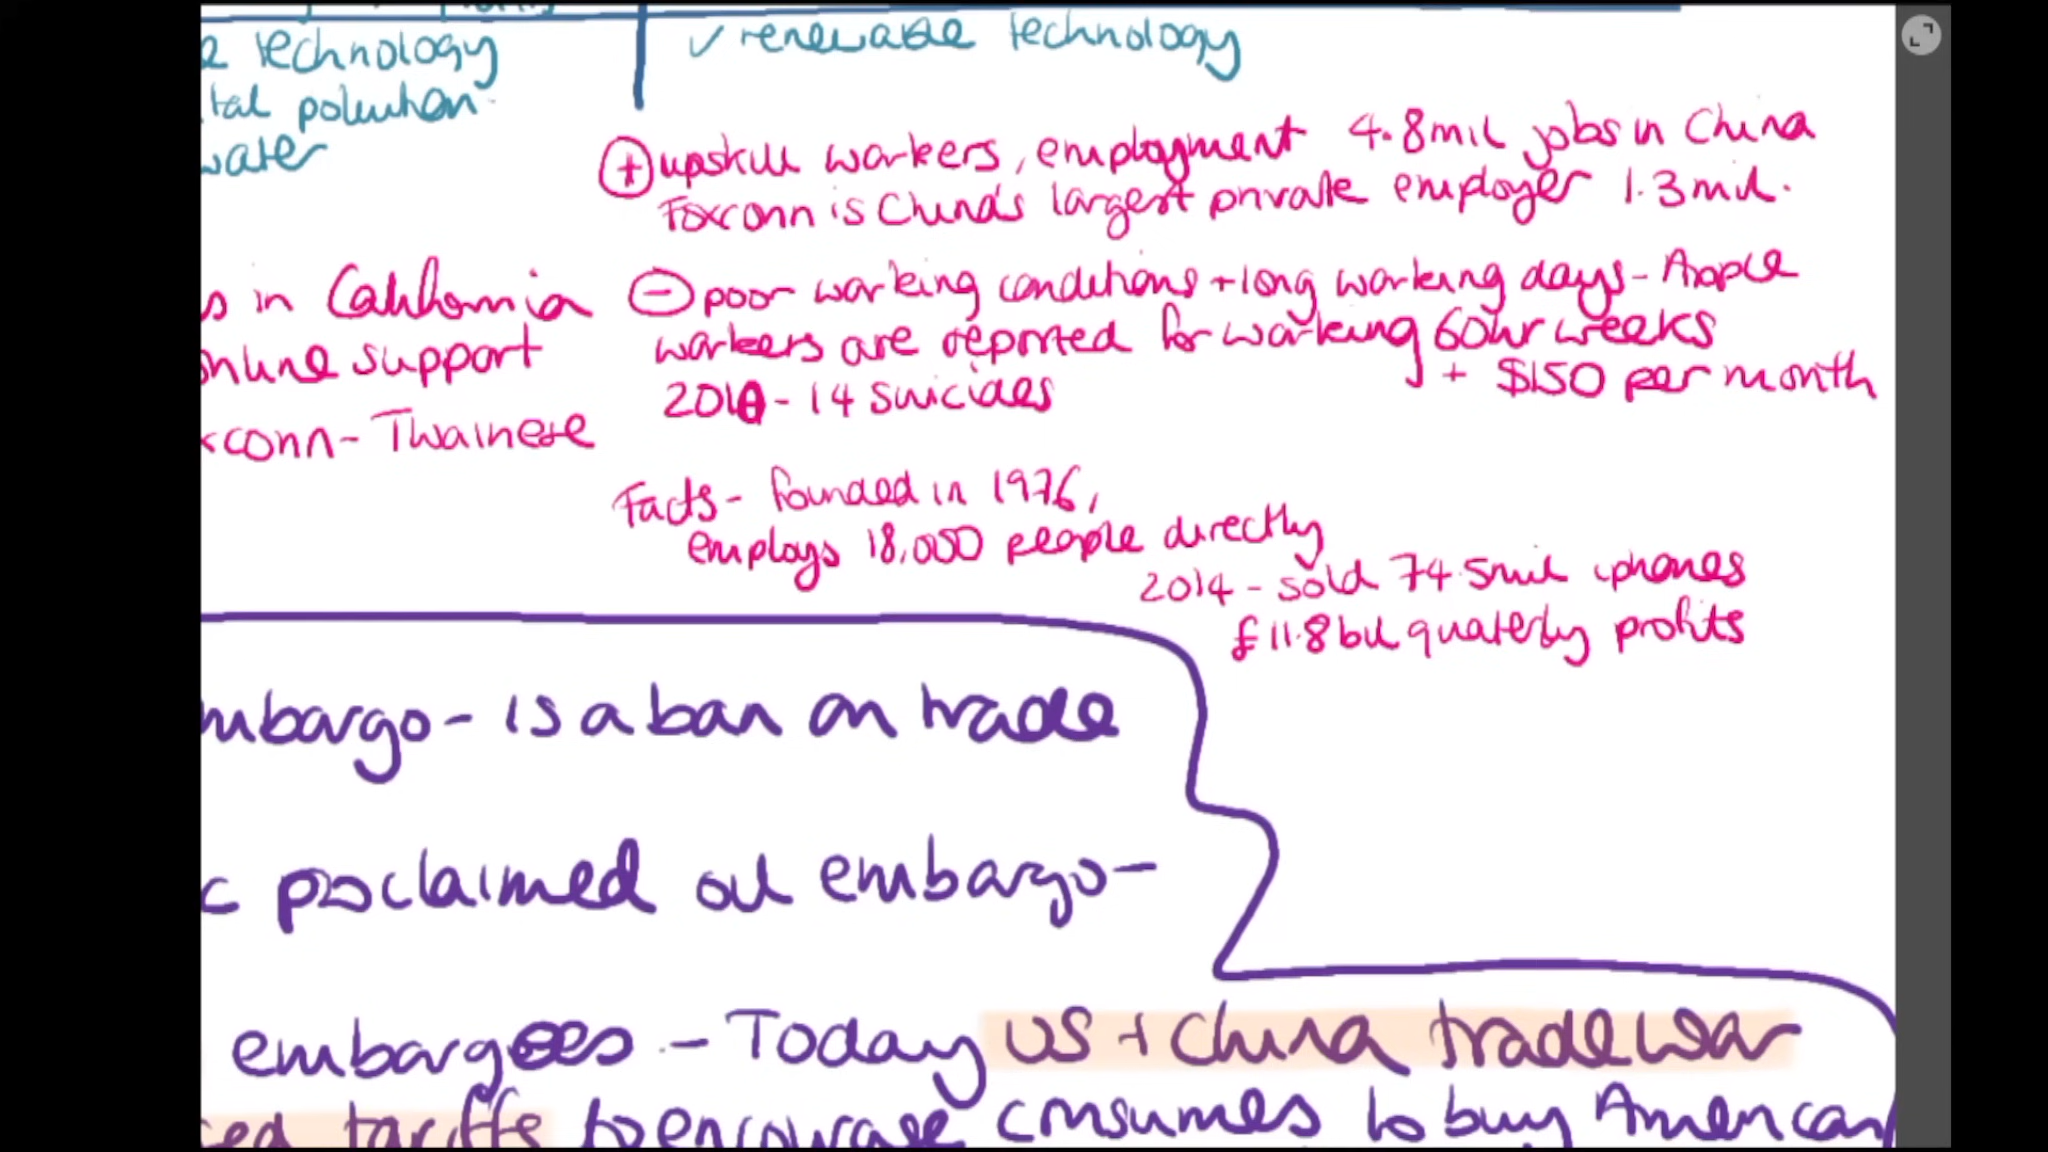 e technology
tal pollution
water
✓ renewable technology
⊕ upskill workers, employment 4.8mil jobs in China
Foxconn is China's largest private employer 1.3mil.
s in California
online support
xconn - Twainese
⊖ poor working conditions + long working days - Apple
workers are reported for working 60hr weeks
+ $150 per month
2010 - 14 suicides
Facts - founded in 1976,
employs 18,000 people directly
2014 - sold 74.5mil iphones
£11.8bil quaterly profits
mbargo - is a ban on trade
c proclaimed oil embargo -
embargoes - Today US + China trade war
ed tariffs to encourage consumes to buy American